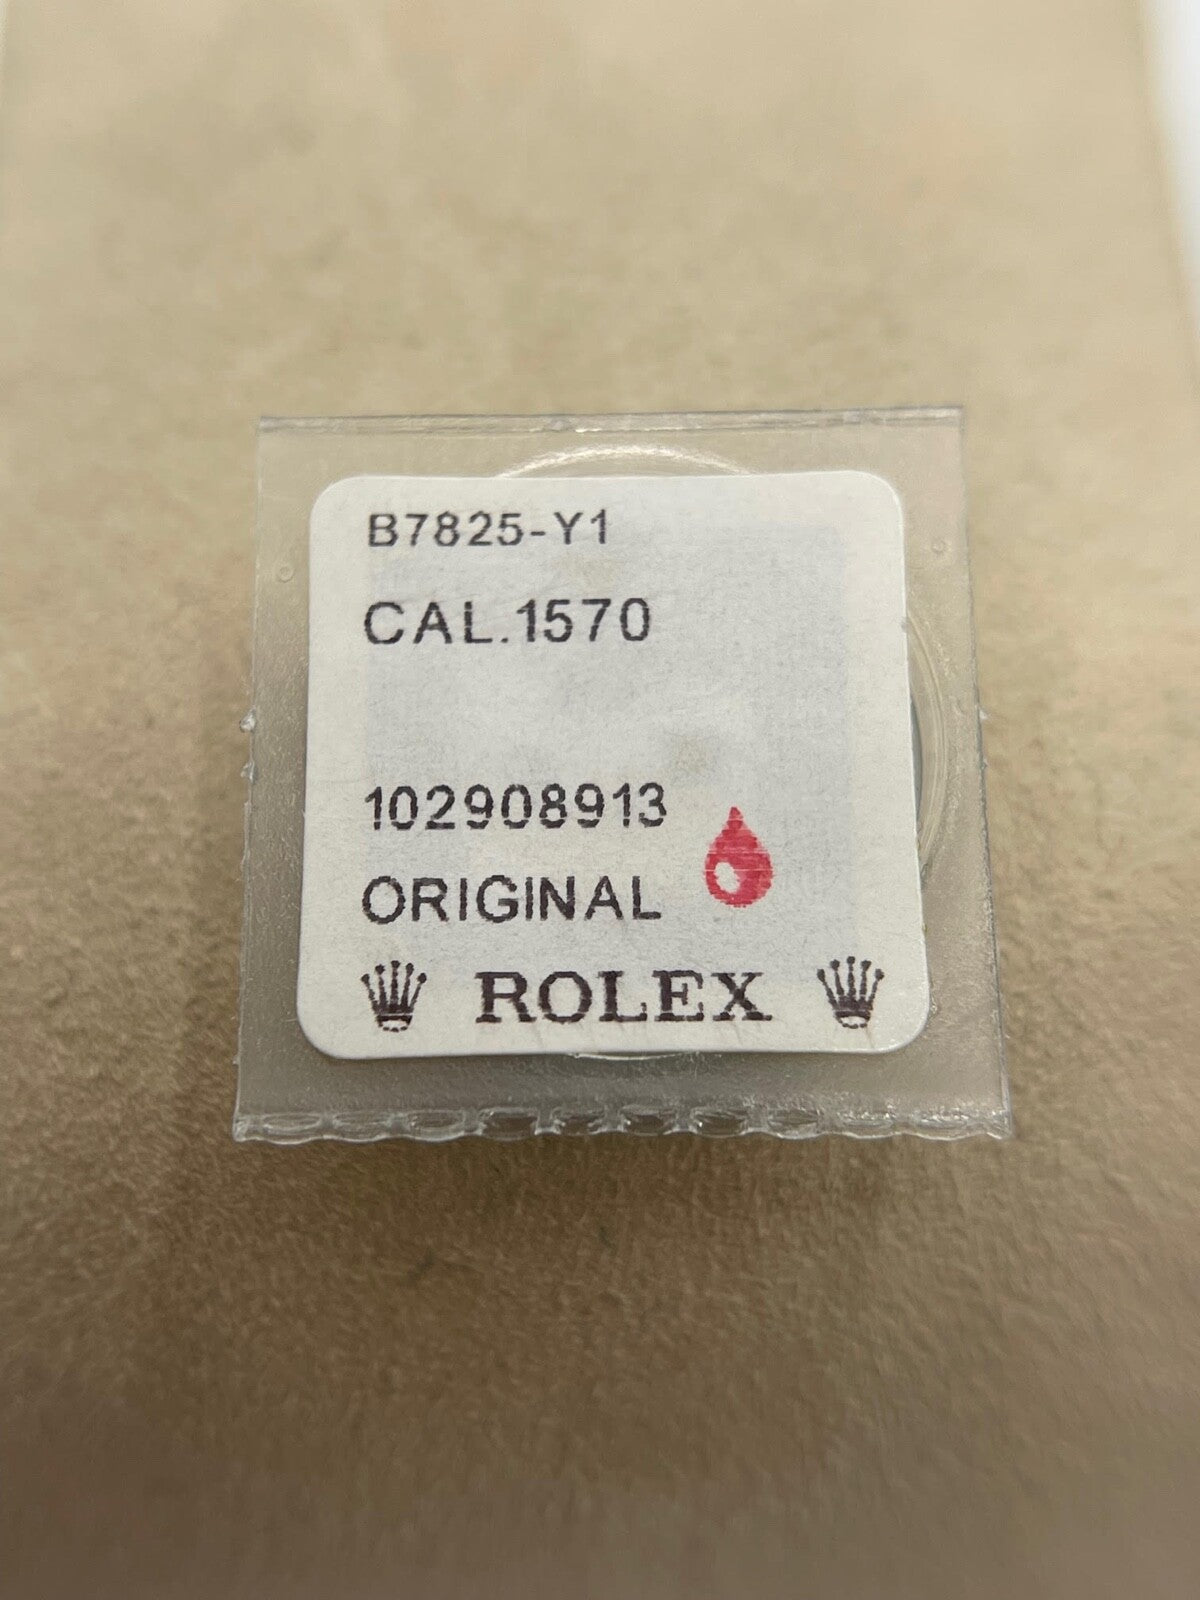 B7825-Y1
CAL.1570
102908913
ORIGINAL
ROLEX